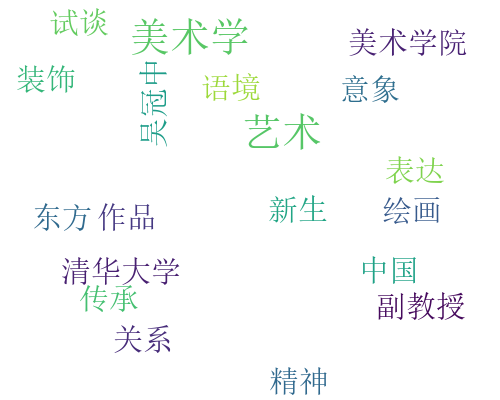 试谈
美术学
美术学院
装饰
吴冠中
语境
意象
艺术
表达
东方
作品
新生
绘画
清华大学
中国
传承
副教授
关系
精神